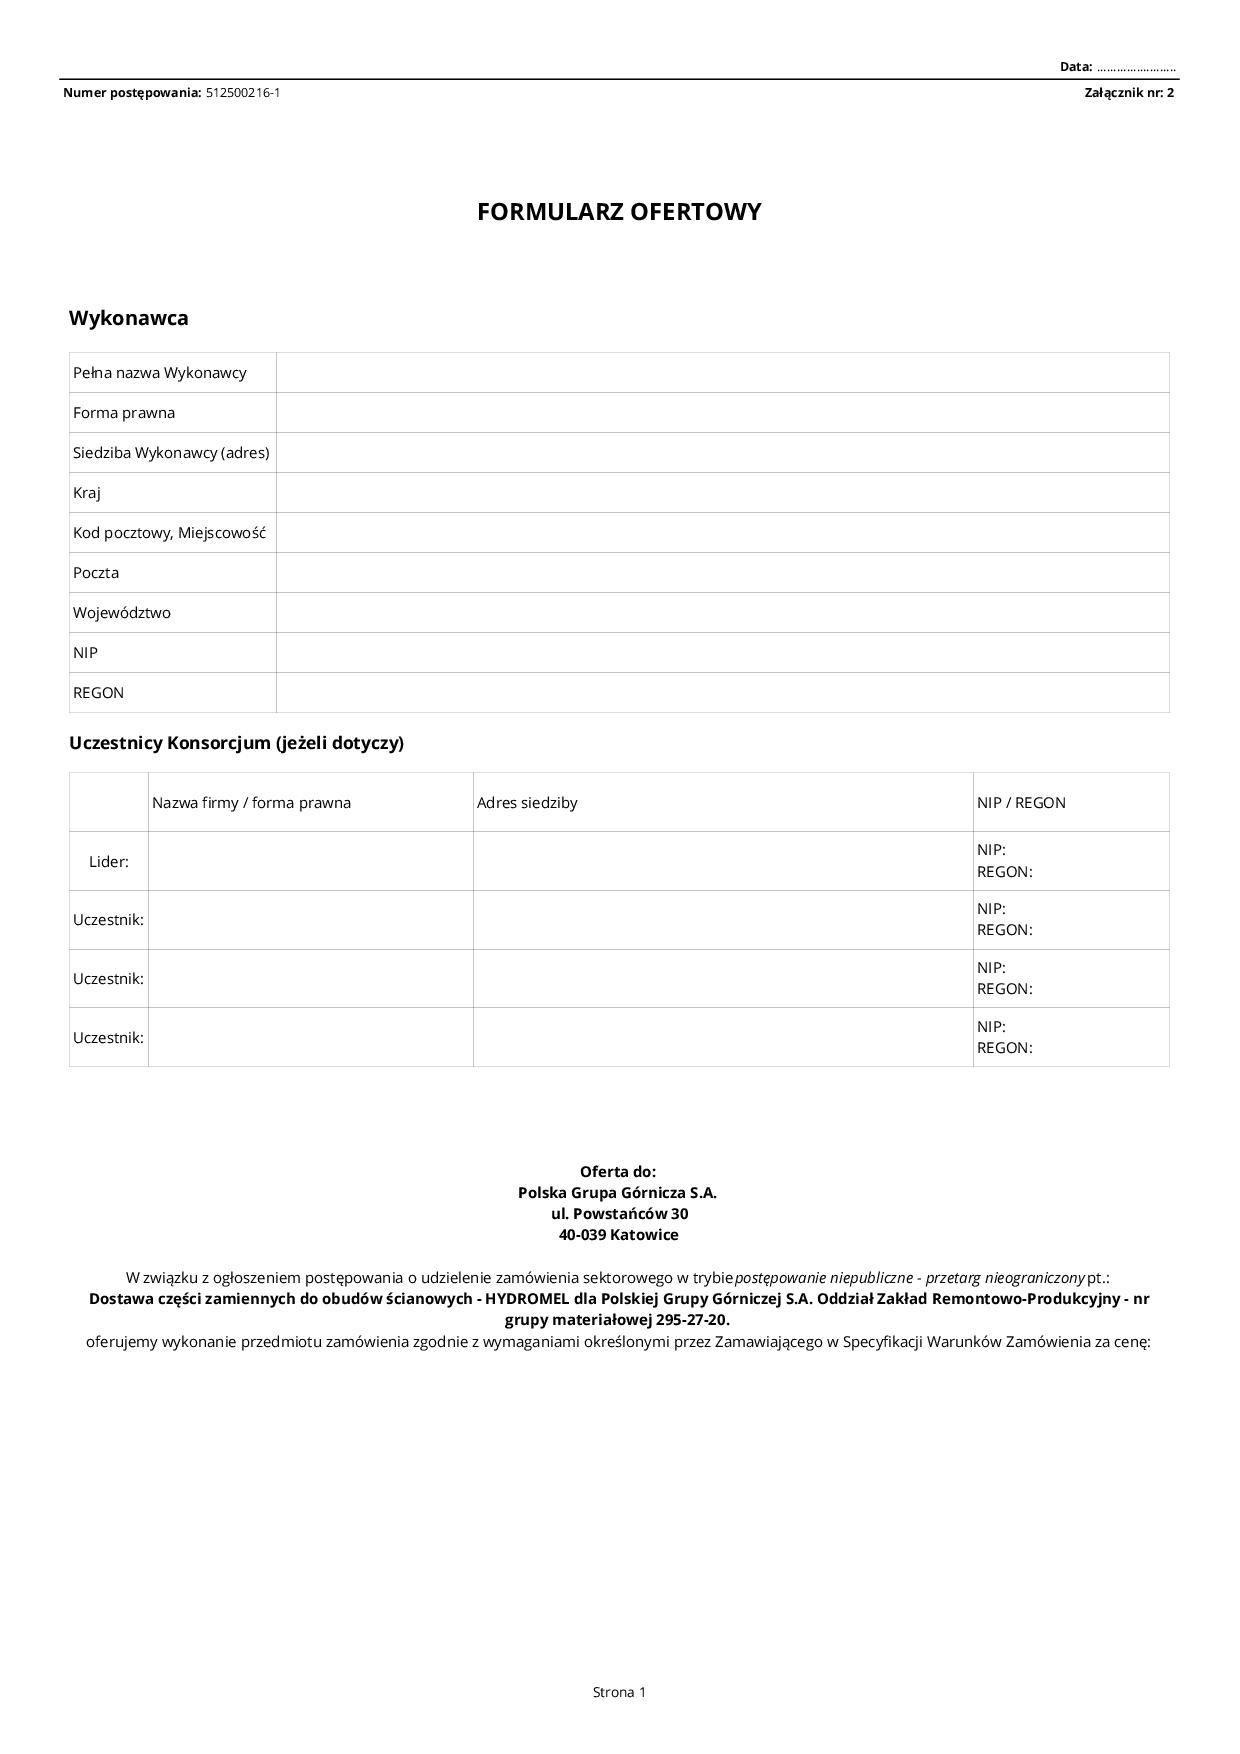 Data: ........................
Numer postępowania: 512500216-1
Załącznik nr: 2
FORMULARZ OFERTOWY
Wykonawca
Pełna nazwa Wykonawcy
Forma prawna
Siedziba Wykonawcy (adres)
Kraj
Kod pocztowy, Miejscowość
Poczta
Województwo
NIP
REGON
Uczestnicy Konsorcjum (jeżeli dotyczy)
Nazwa firmy / forma prawna
Adres siedziby
NIP / REGON
Lider:
NIP:
REGON:
Uczestnik:
NIP:
REGON:
Uczestnik:
NIP:
REGON:
Uczestnik:
NIP:
REGON:
Oferta do:
Polska Grupa Górnicza S.A.
ul. Powstańców 30
40-039 Katowice
W związku z ogłoszeniem postępowania o udzielenie zamówienia sektorowego w trybie postępowanie niepubliczne - przetarg nieograniczony pt.:
Dostawa części zamiennych do obudów ścianowych - HYDROMEL dla Polskiej Grupy Górniczej S.A. Oddział Zakład Remontowo-Produkcyjny - nr
grupy materiałowej 295-27-20.
oferujemy wykonanie przedmiotu zamówienia zgodnie z wymaganiami określonymi przez Zamawiającego w Specyfikacji Warunków Zamówienia za cenę:
Strona 1